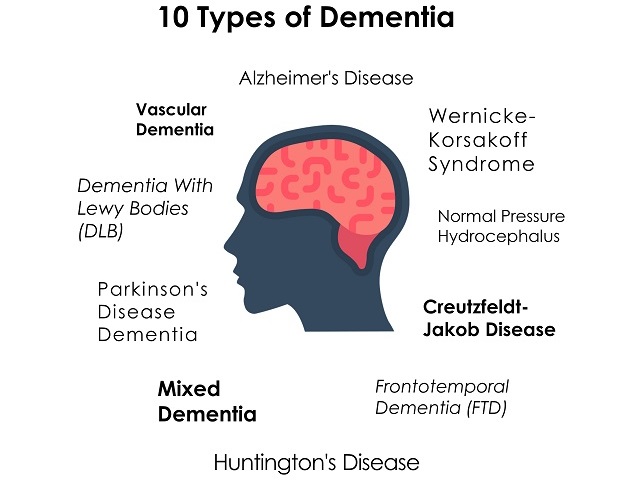 10 Types of Dementia
Alzheimer's Disease
Vascular
Dementia
Wernicke-
Korsakoff
Syndrome
Dementia With
Lewy Bodies
(DLB)
Normal Pressure
Hydrocephalus
Parkinson's
Disease
Dementia
Creutzfeldt-
Jakob Disease
Mixed
Dementia
Frontotemporal
Dementia (FTD)
Huntington's Disease